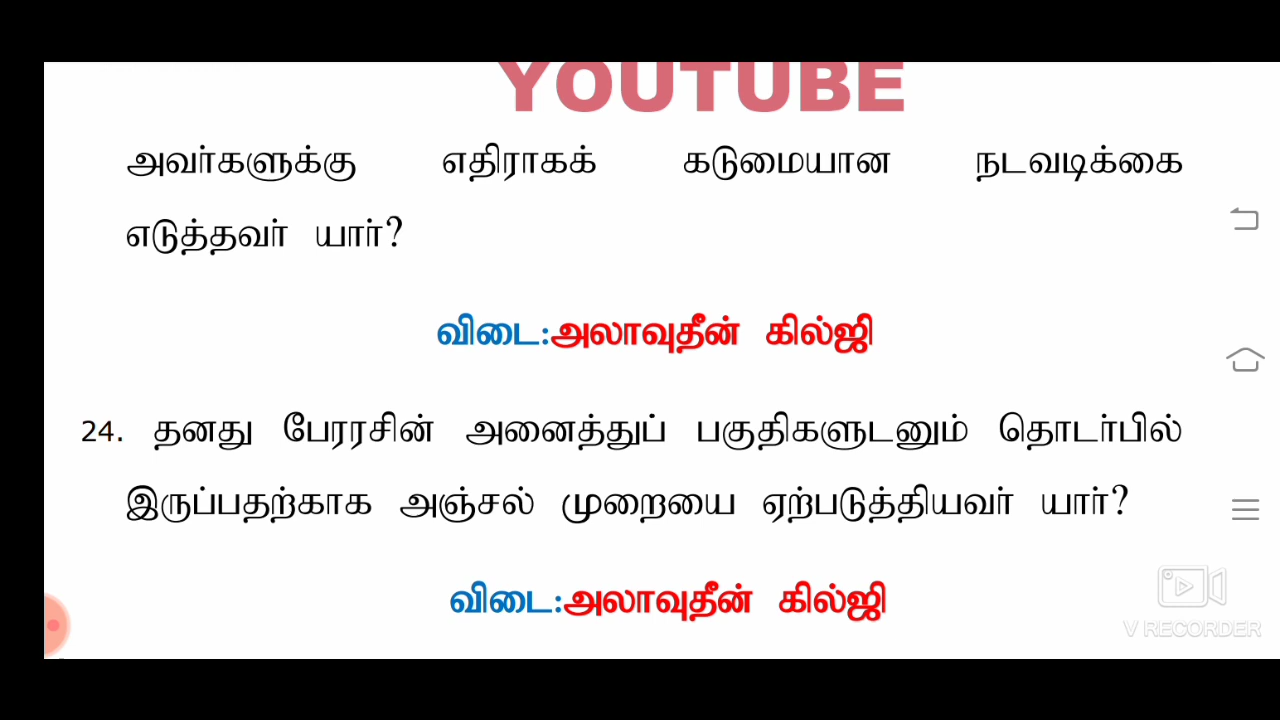 YOUTUBE
அவர்களுக்கு எதிராகக் கடுமையான நடவடிக்கை
எடுத்தவர் யார்?
விடை:அலாவுதீன் கில்ஜி
24. தனது பேரரசின் அனைத்துப் பகுதிகளுடனும் தொடர்பில்
இருப்பதற்காக அஞ்சல் முறையை ஏற்படுத்தியவர் யார்?
விடை:அலாவுதீன் கில்ஜி
V RECORDER